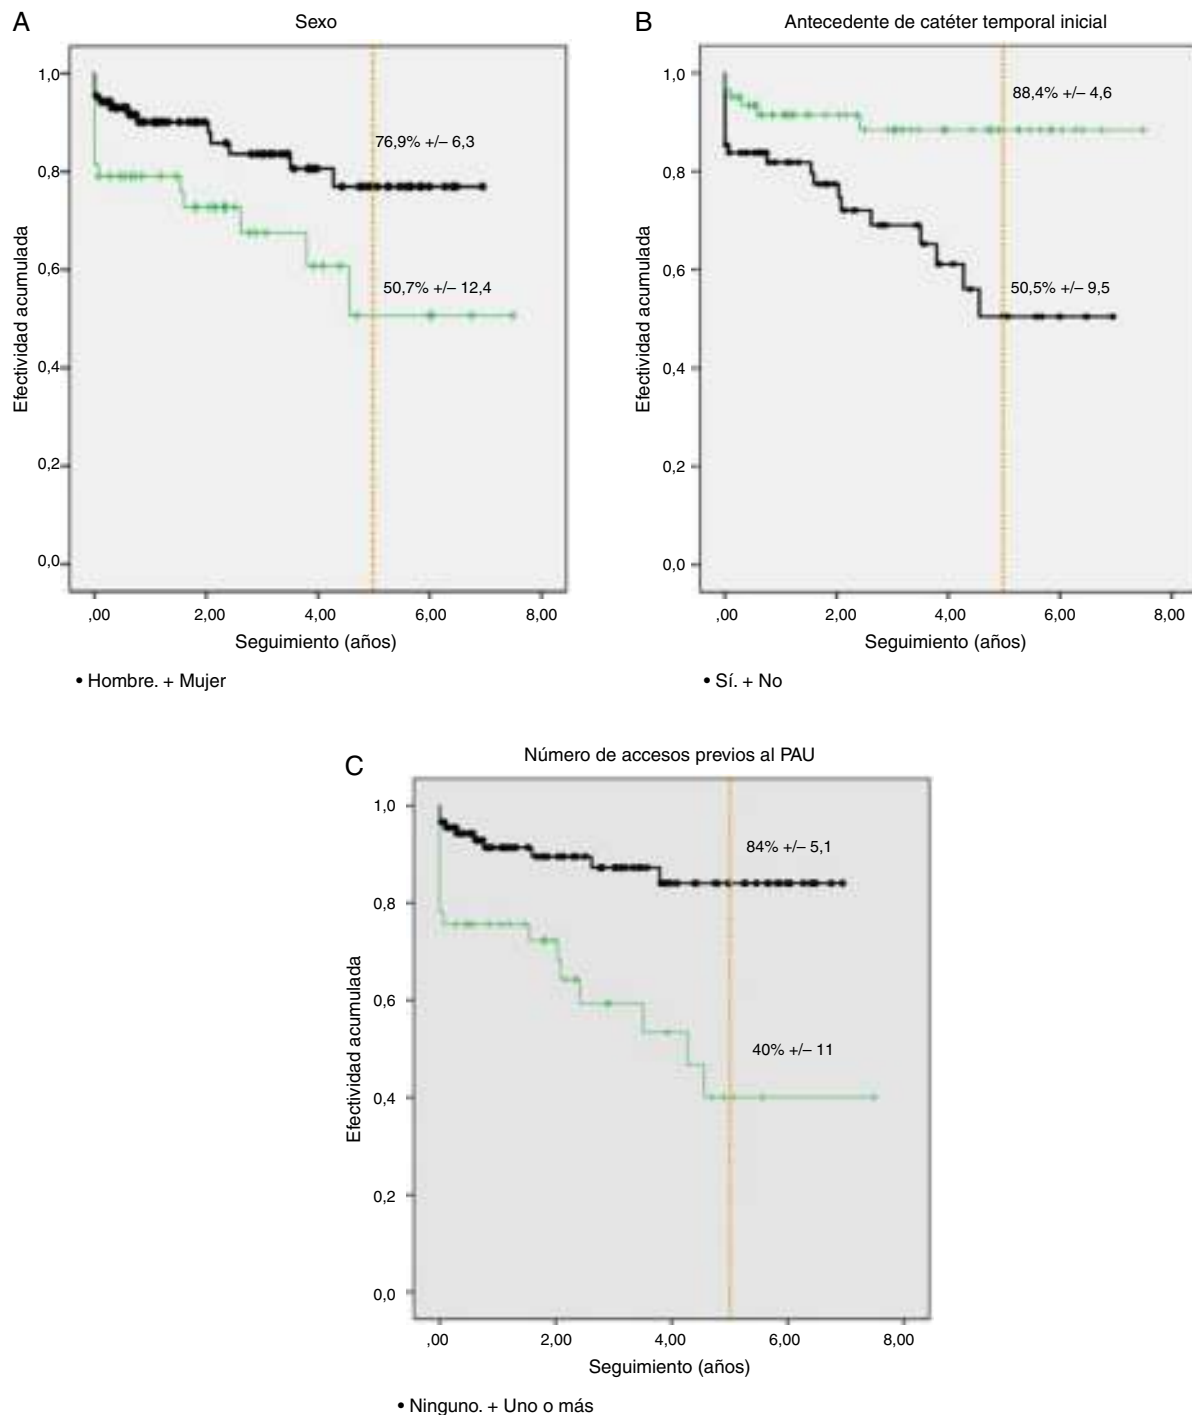 A
Sexo
1,0
0,8
0,6
0,4
0,2
0,0
Efectividad acumulada
76,9% +/– 6,3
50,7% +/– 12,4
,00
2,00
4,00
6,00
8,00
Seguimiento (años)
• Hombre. + Mujer
B
Antecedente de catéter temporal inicial
1,0
0,8
0,6
0,4
0,2
0,0
Efectividad acumulada
88,4% +/– 4,6
50,5% +/– 9,5
,00
2,00
4,00
6,00
8,00
Seguimiento (años)
• Sí. + No
C
Número de accesos previos al PAU
1,0
0,8
0,6
0,4
0,2
0,0
Efectividad acumulada
84% +/– 5,1
40% +/– 11
,00
2,00
4,00
6,00
8,00
Seguimiento (años)
• Ninguno. + Uno o más